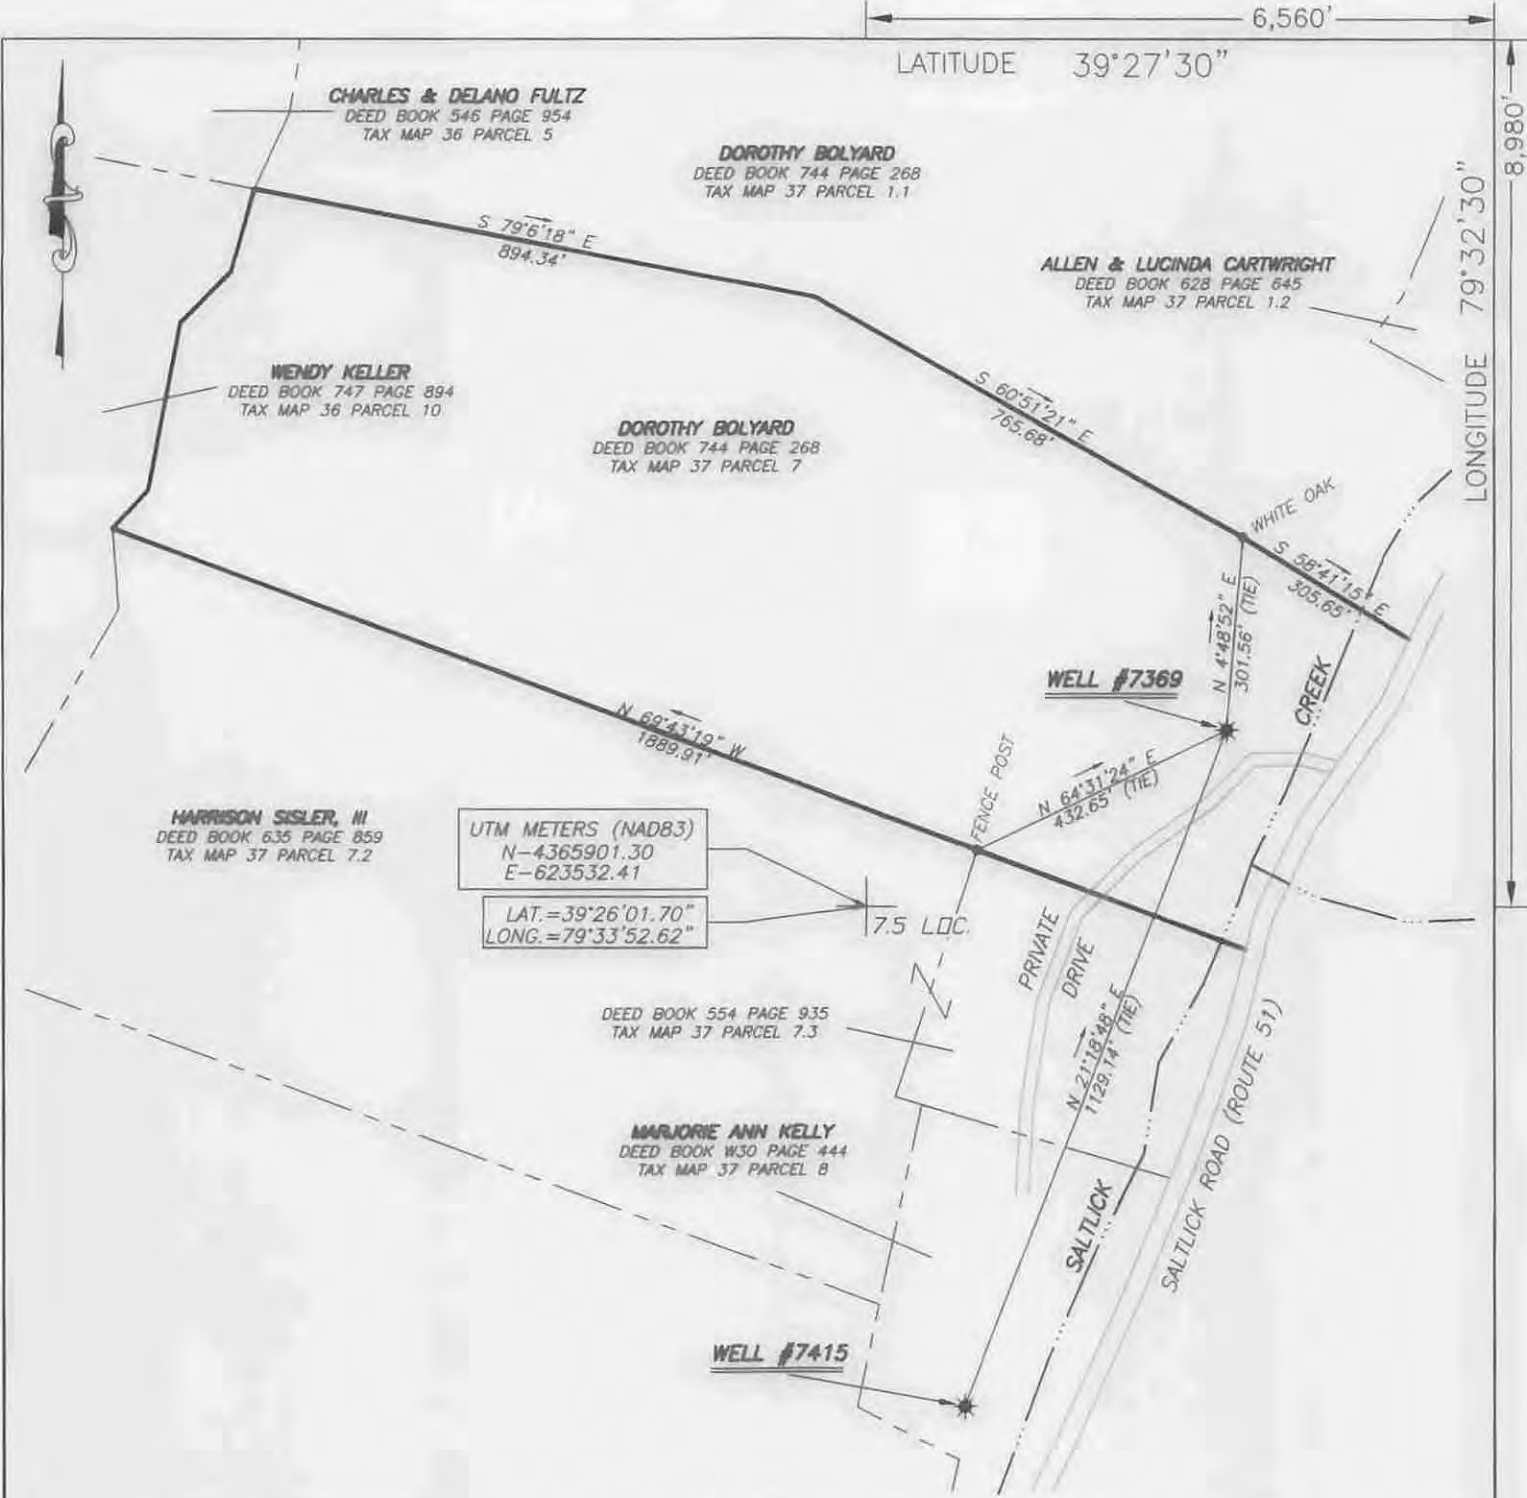 6,560'
LATITUDE 39°27'30"
8,980'
LONGITUDE 79°32'30"
CHARLES & DELANO FULTZ
DEED BOOK 546 PAGE 954
TAX MAP 36 PARCEL 5
DOROTHY BOLYARD
DEED BOOK 744 PAGE 268
TAX MAP 37 PARCEL 1.1
S 79°6'18" E
894.34'
ALLEN & LUCINDA CARTWRIGHT
DEED BOOK 628 PAGE 645
TAX MAP 37 PARCEL 1.2
WENDY KELLER
DEED BOOK 747 PAGE 894
TAX MAP 36 PARCEL 10
DOROTHY BOLYARD
DEED BOOK 744 PAGE 268
TAX MAP 37 PARCEL 7
S 60°51'21" E
765.68'
WHITE OAK
S 58°41'15" E
305.65'
N 4°48'52" E
301.56' (TIE)
WELL #7369
CREEK
N 69°43'19" W
1889.91'
FENCE POST
N 64°31'24" E
432.65' (TIE)
HARRISON SISLER, III
DEED BOOK 635 PAGE 859
TAX MAP 37 PARCEL 7.2
UTM METERS (NAD83)
N-4365901.30
E-623532.41
LAT.=39°26'01.70"
LONG.=79°33'52.62"
7.5 LOC.
PRIVATE
DRIVE
DEED BOOK 554 PAGE 935
TAX MAP 37 PARCEL 7.3
N 21°18'48" E
1129.14' (TIE)
MARJORIE ANN KELLY
DEED BOOK W30 PAGE 444
TAX MAP 37 PARCEL 8
SALTLICK
SALTLICK ROAD (ROUTE 51)
WELL #7415